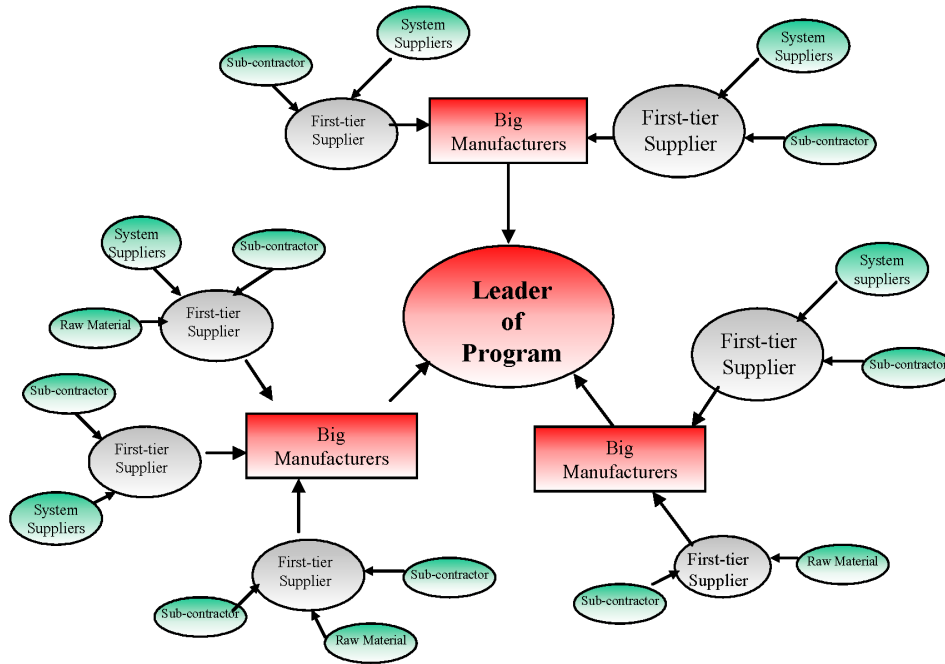 System
Suppliers
Sub-contractor
First-tier
Supplier
Big
Manufacturers
System
Suppliers
First-tier
Supplier
Sub-contractor
System
Suppliers
Sub-contractor
Raw Material
First-tier
Supplier
Leader
of
Program
System
suppliers
First-tier
Supplier
Sub-contractor
Sub-contractor
First-tier
Supplier
System
Suppliers
Big
Manufacturers
Big
Manufacturers
First-tier
Supplier
Sub-contractor
Sub-contractor
Raw Material
First-tier
Supplier
Raw Material
Sub-contractor